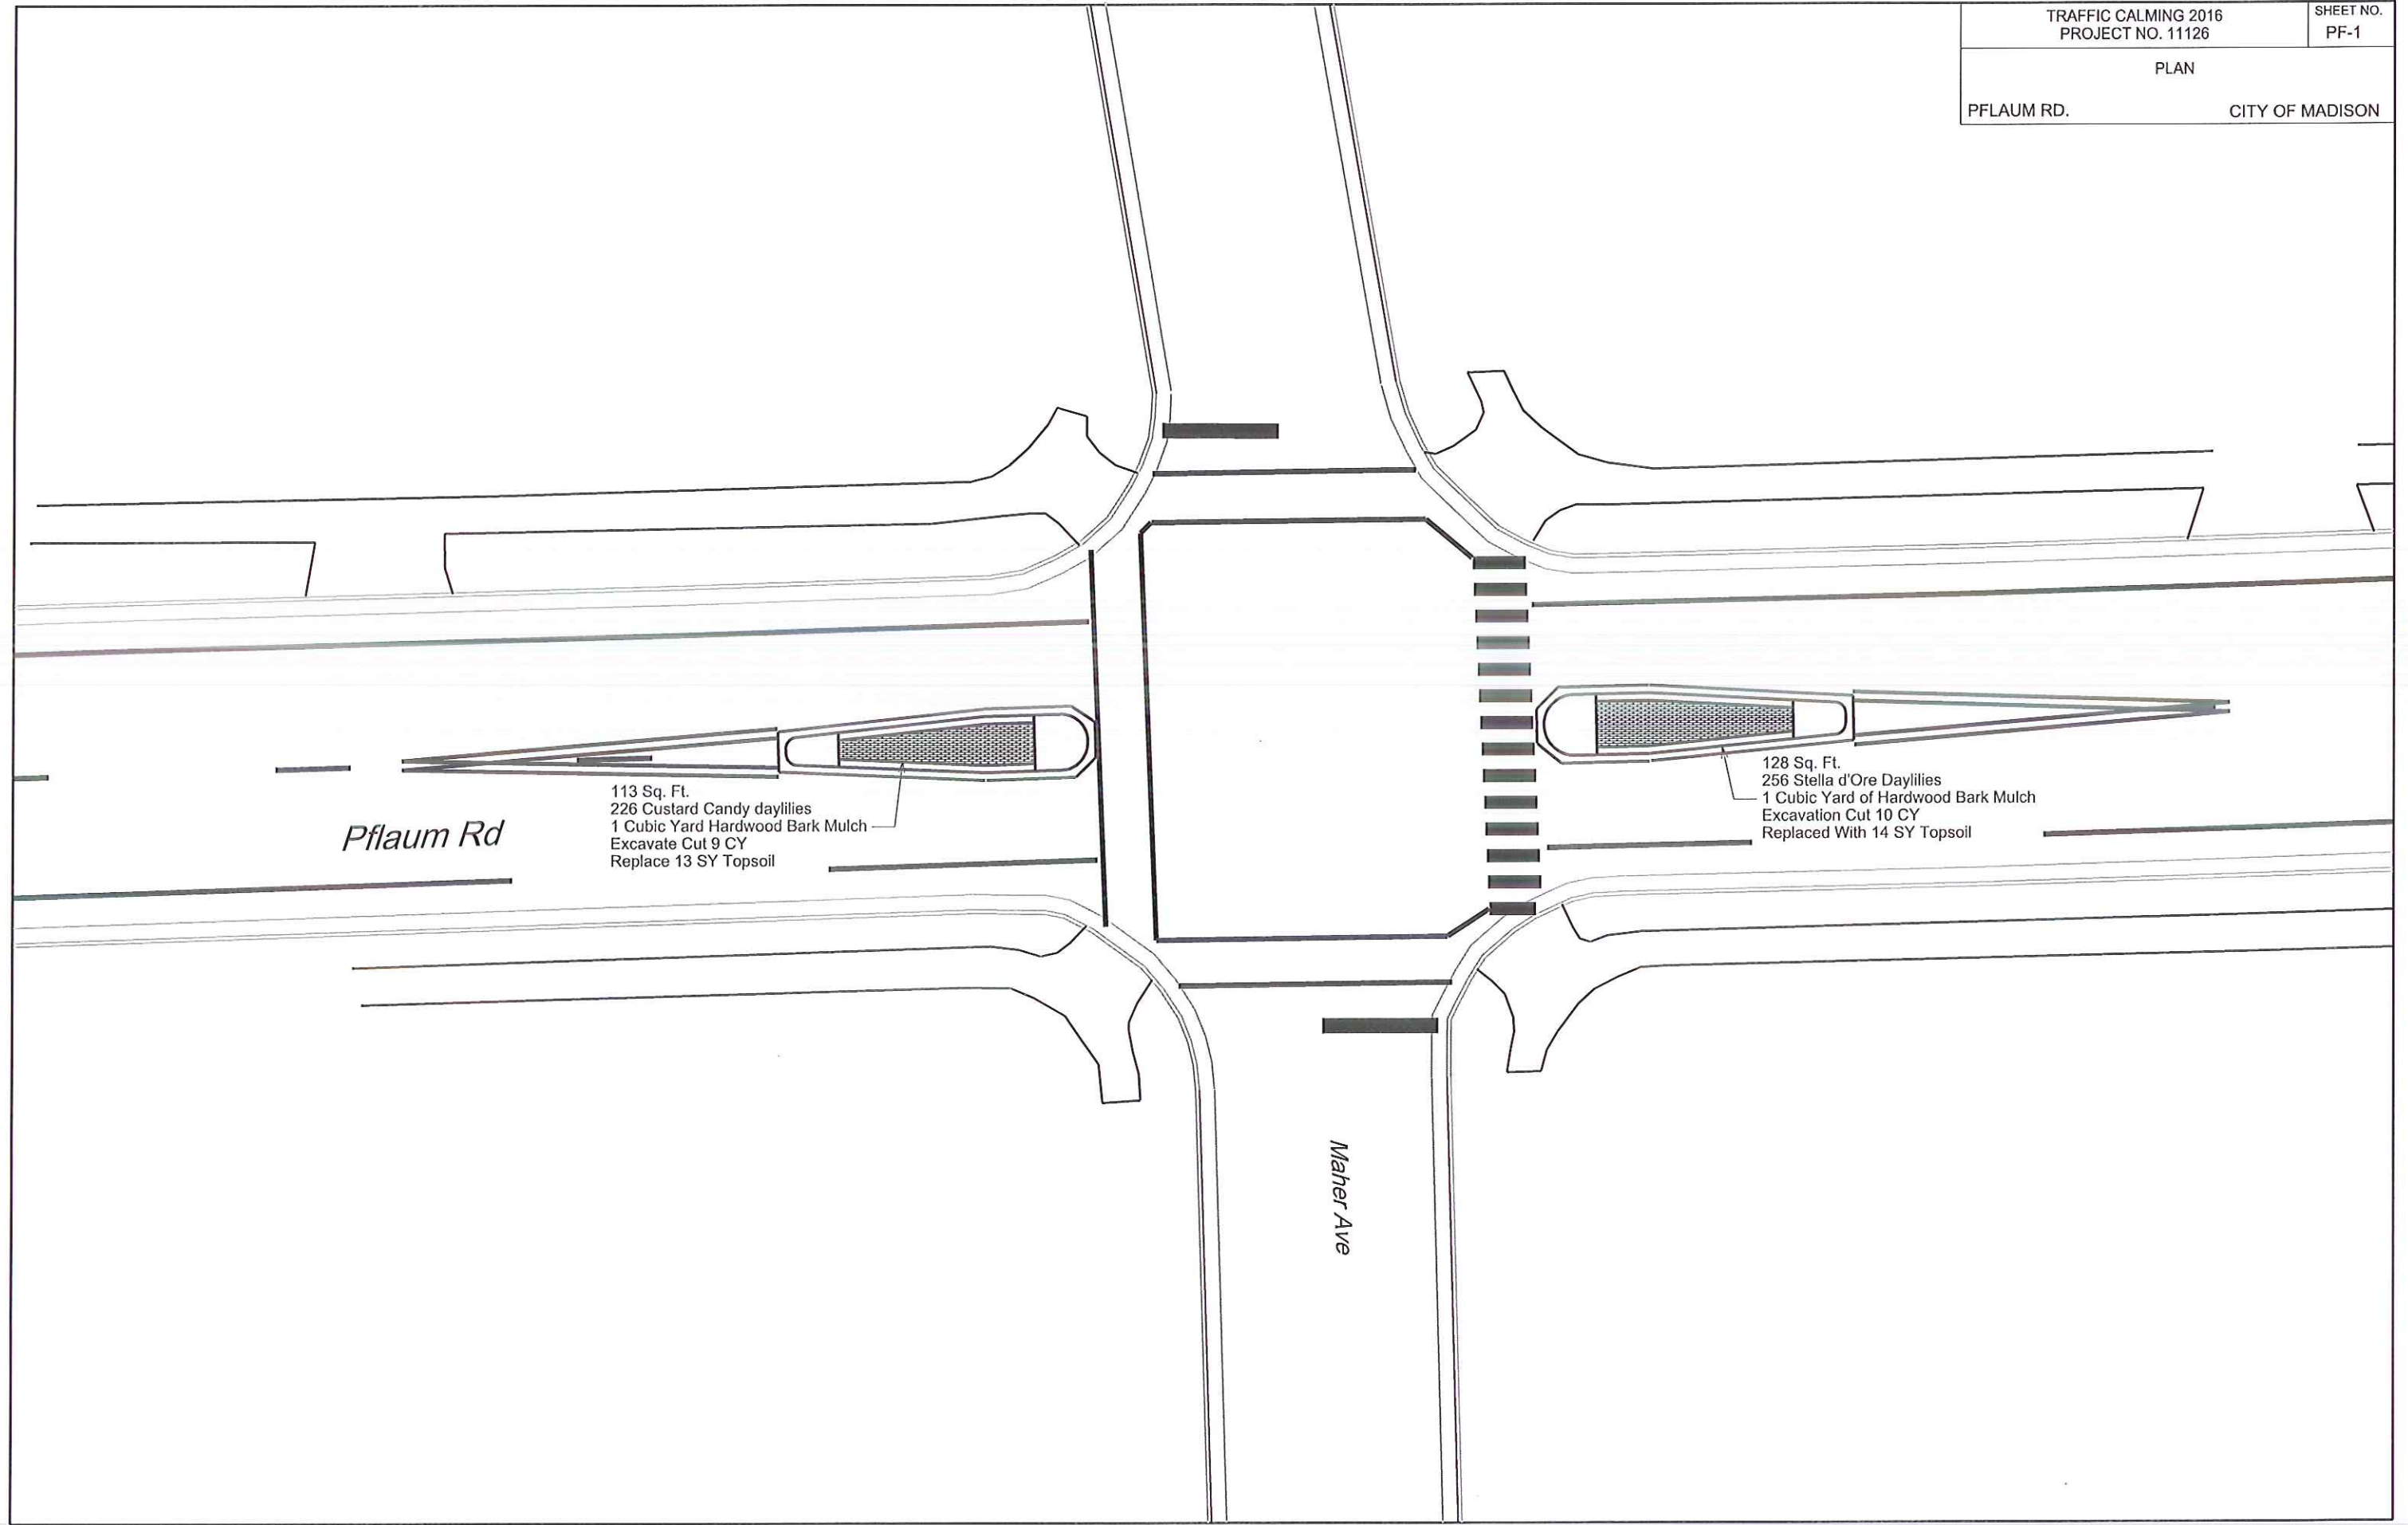 TRAFFIC CALMING 2016
PROJECT NO. 11126
SHEET NO.
PF-1
PLAN
PFLAUM RD.
CITY OF MADISON
113 Sq. Ft.
226 Custard Candy daylilies
1 Cubic Yard Hardwood Bark Mulch
Excavate Cut 9 CY
Replace 13 SY Topsoil
128 Sq. Ft.
256 Stella d'Ore Daylilies
1 Cubic Yard of Hardwood Bark Mulch
Excavation Cut 10 CY
Replaced With 14 SY Topsoil
Pflaum Rd
Maher Ave